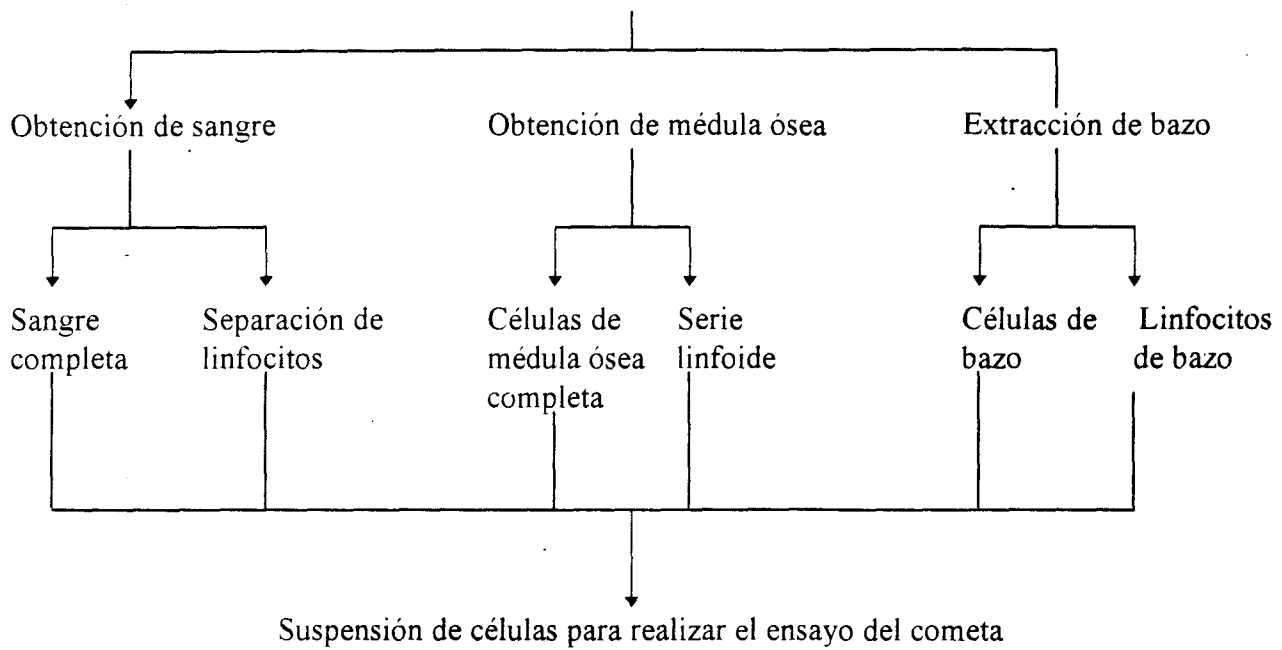 Obtención de sangre
Obtención de médula ósea
Extracción de bazo
Sangre
completa
Separación de
linfocitos
Células de
médula ósea
completa
Serie
linfoide
Células de
bazo
Linfocitos
de bazo
Suspensión de células para realizar el ensayo del cometa